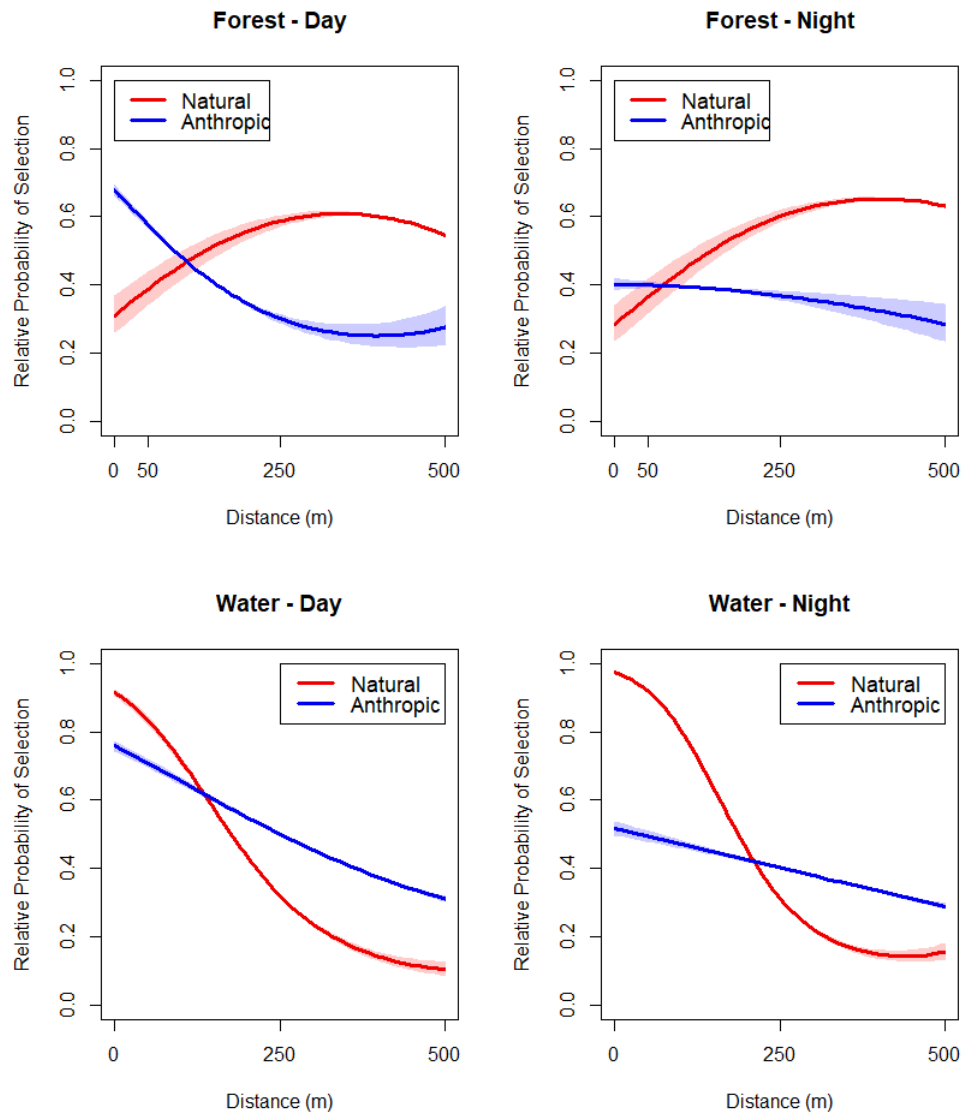 Forest - Day
Relative Probability of Selection
1.0
0.8
0.6
0.4
0.2
0.0
Natural
Anthropic
0 50 250 500
Distance (m)
Forest - Night
Relative Probability of Selection
1.0
0.8
0.6
0.4
0.2
0.0
Natural
Anthropic
0 50 250 500
Distance (m)
Water - Day
Relative Probability of Selection
1.0
0.8
0.6
0.4
0.2
0.0
Natural
Anthropic
0 250 500
Distance (m)
Water - Night
Relative Probability of Selection
1.0
0.8
0.6
0.4
0.2
0.0
Natural
Anthropic
0 250 500
Distance (m)